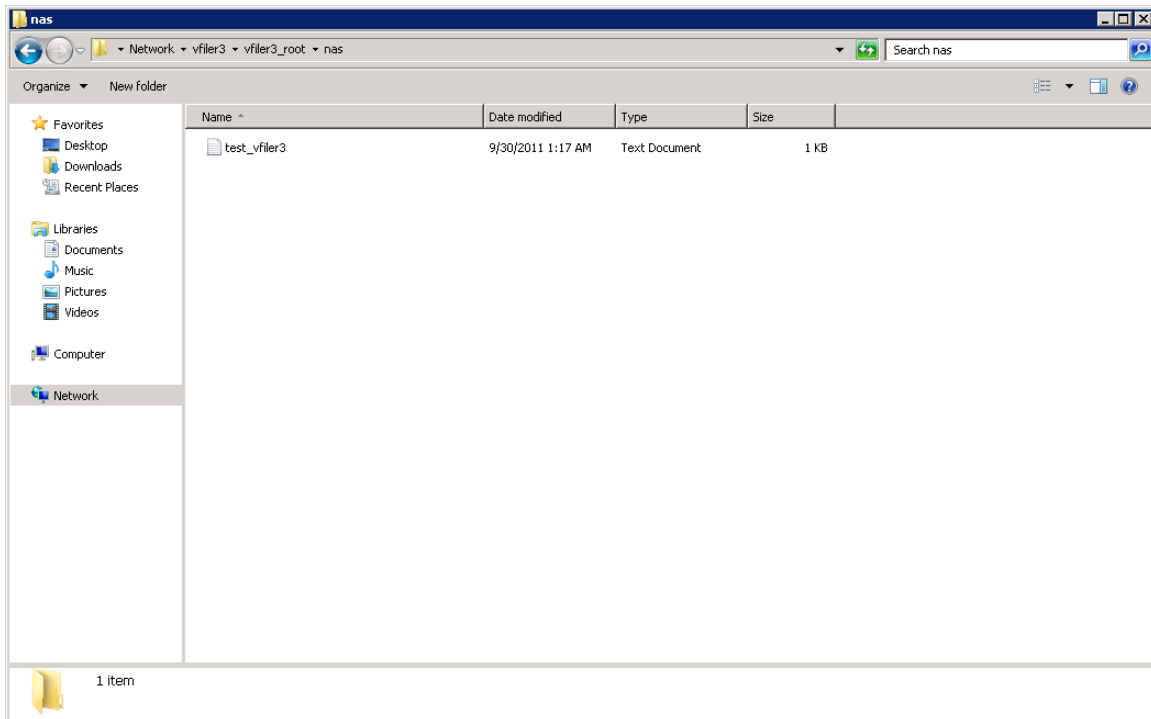 nas
Network vfiler3 vfiler3_root nas
Search nas
Organize New folder
Favorites
Desktop
Downloads
Recent Places
Libraries
Documents
Music
Pictures
Videos
Computer
Network
Name Date modified Type Size
test_vfiler3 9/30/2011 1:17 AM Text Document 1 KB
1 item